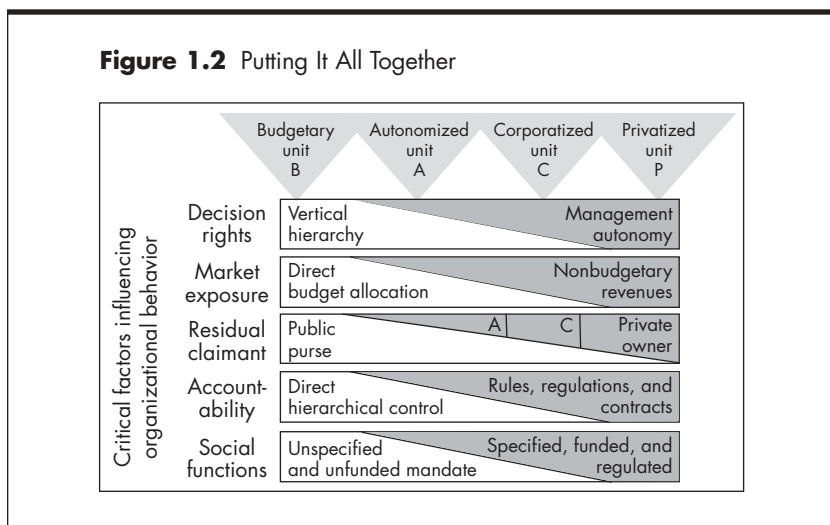 Figure 1.2 Putting It All Together
Budgetary unit B
Autonomized unit A
Corporatized unit C
Privatized unit P
Critical factors influencing
organizational behavior
Decision
rights
Vertical
hierarchy
Management
autonomy
Market
exposure
Direct
budget allocation
Nonbudgetary
revenues
Residual
claimant
Public
purse
A
C
Private
owner
Account-
ability
Direct
hierarchical control
Rules, regulations, and
contracts
Social
functions
Unspecified
and unfunded mandate
Specified, funded, and
regulated